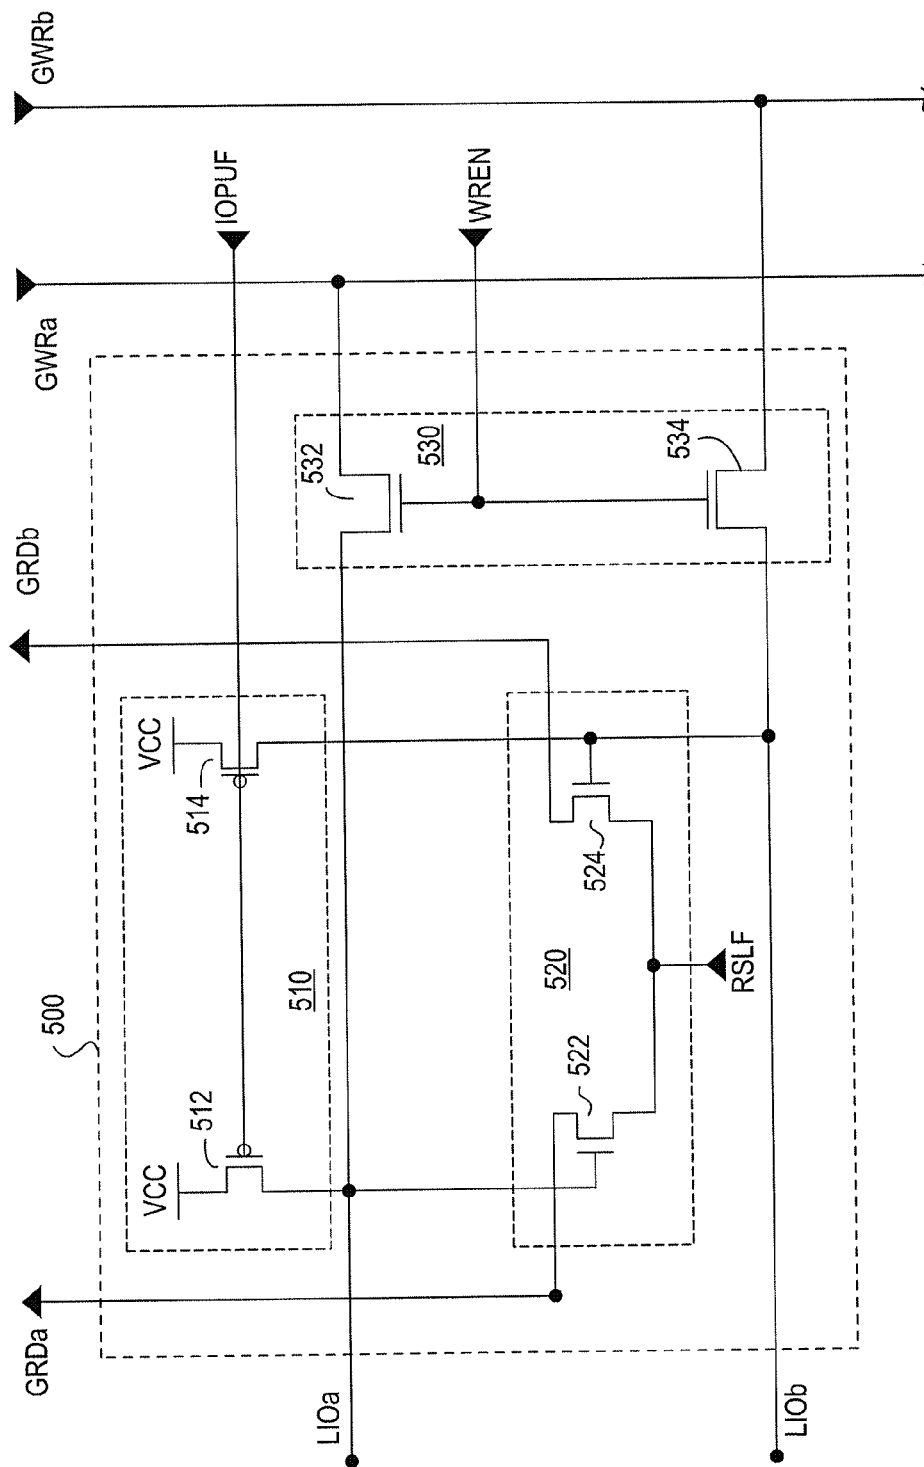 GRDa
GRDb
GWRa
GWRb
500
VCC
512
VCC
514
IOPUF
510
LIOa
532
530
WREN
520
522
524
534
RSLF
LIOb